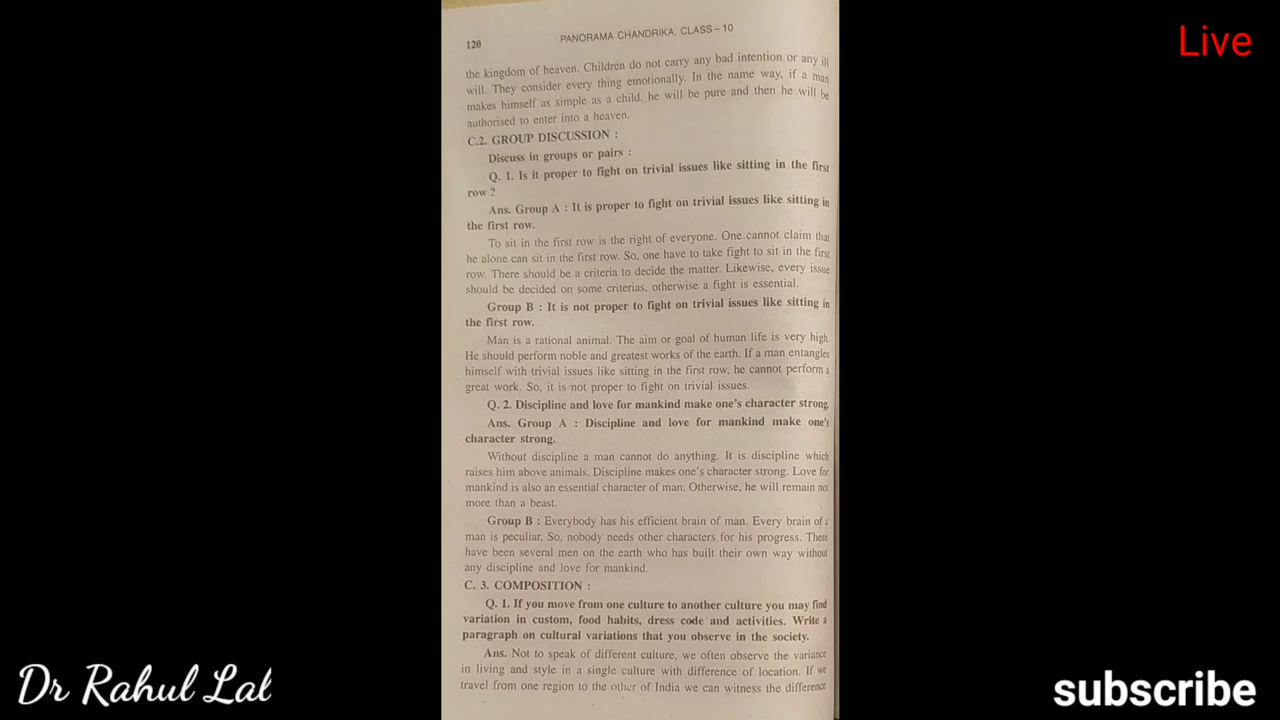 120
PANORAMA CHANDRIKA, CLASS – 10
Live
the kingdom of heaven. Children do not carry any bad intention or any ill
will. They consider every thing emotionally. In the name way, if a man
makes himself as simple as a child, he will be pure and then he will be
authorised to enter into a heaven.
C.2. GROUP DISCUSSION :
Discuss in groups or pairs :
Q. 1. Is it proper to fight on trivial issues like sitting in the first
row ?
Ans. Group A : It is proper to fight on trivial issues like sitting in
the first row.
To sit in the first row is the right of everyone. One cannot claim that
he alone can sit in the first row. So, one have to take fight to sit in the first
row. There should be a criteria to decide the matter. Likewise, every issue
should be decided on some criterias, otherwise a fight is essential.
Group B : It is not proper to fight on trivial issues like sitting in
the first row.
Man is a rational animal. The aim or goal of human life is very high.
He should perform noble and greatest works of the earth. If a man entangles
himself with trivial issues like sitting in the first row, he cannot perform a
great work. So, it is not proper to fight on trivial issues.
Q. 2. Discipline and love for mankind make one's character strong.
Ans. Group A : Discipline and love for mankind make one's
character strong.
Without discipline a man cannot do anything. It is discipline which
raises him above animals. Discipline makes one's character strong. Love for
mankind is also an essential character of man. Otherwise, he will remain not
more than a beast.
Group B : Everybody has his efficient brain of man. Every brain of a
man is peculiar. So, nobody needs other characters for his progress. There
have been several men on the earth who has built their own way without
any discipline and love for mankind.
C. 3. COMPOSITION :
Q. 1. If you move from one culture to another culture you may find
variation in custom, food habits, dress code and activities. Write a
paragraph on cultural variations that you observe in the society.
Ans. Not to speak of different culture, we often observe the variance
in living and style in a single culture with difference of location. If we
travel from one region to the other of India we can witness the difference
Dr Rahul Lal
subscribe